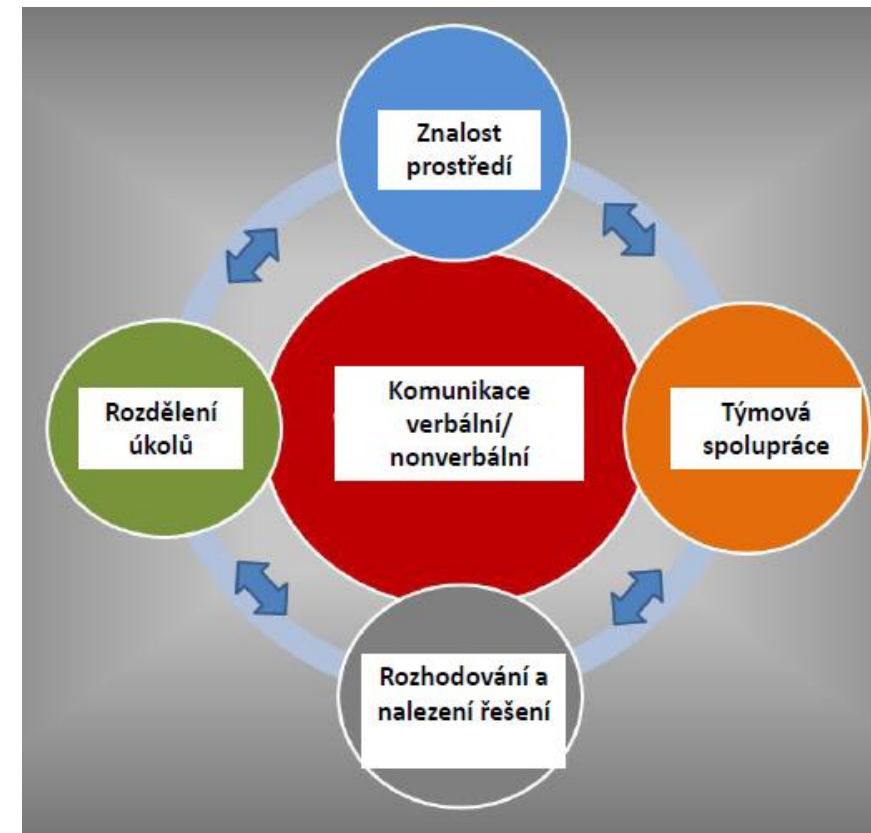 Znalost
prostředí
Rozdělení
úkolů
Komunikace
verbální/
nonverbální
Týmová
spolupráce
Rozhodování a
nalezení řešení